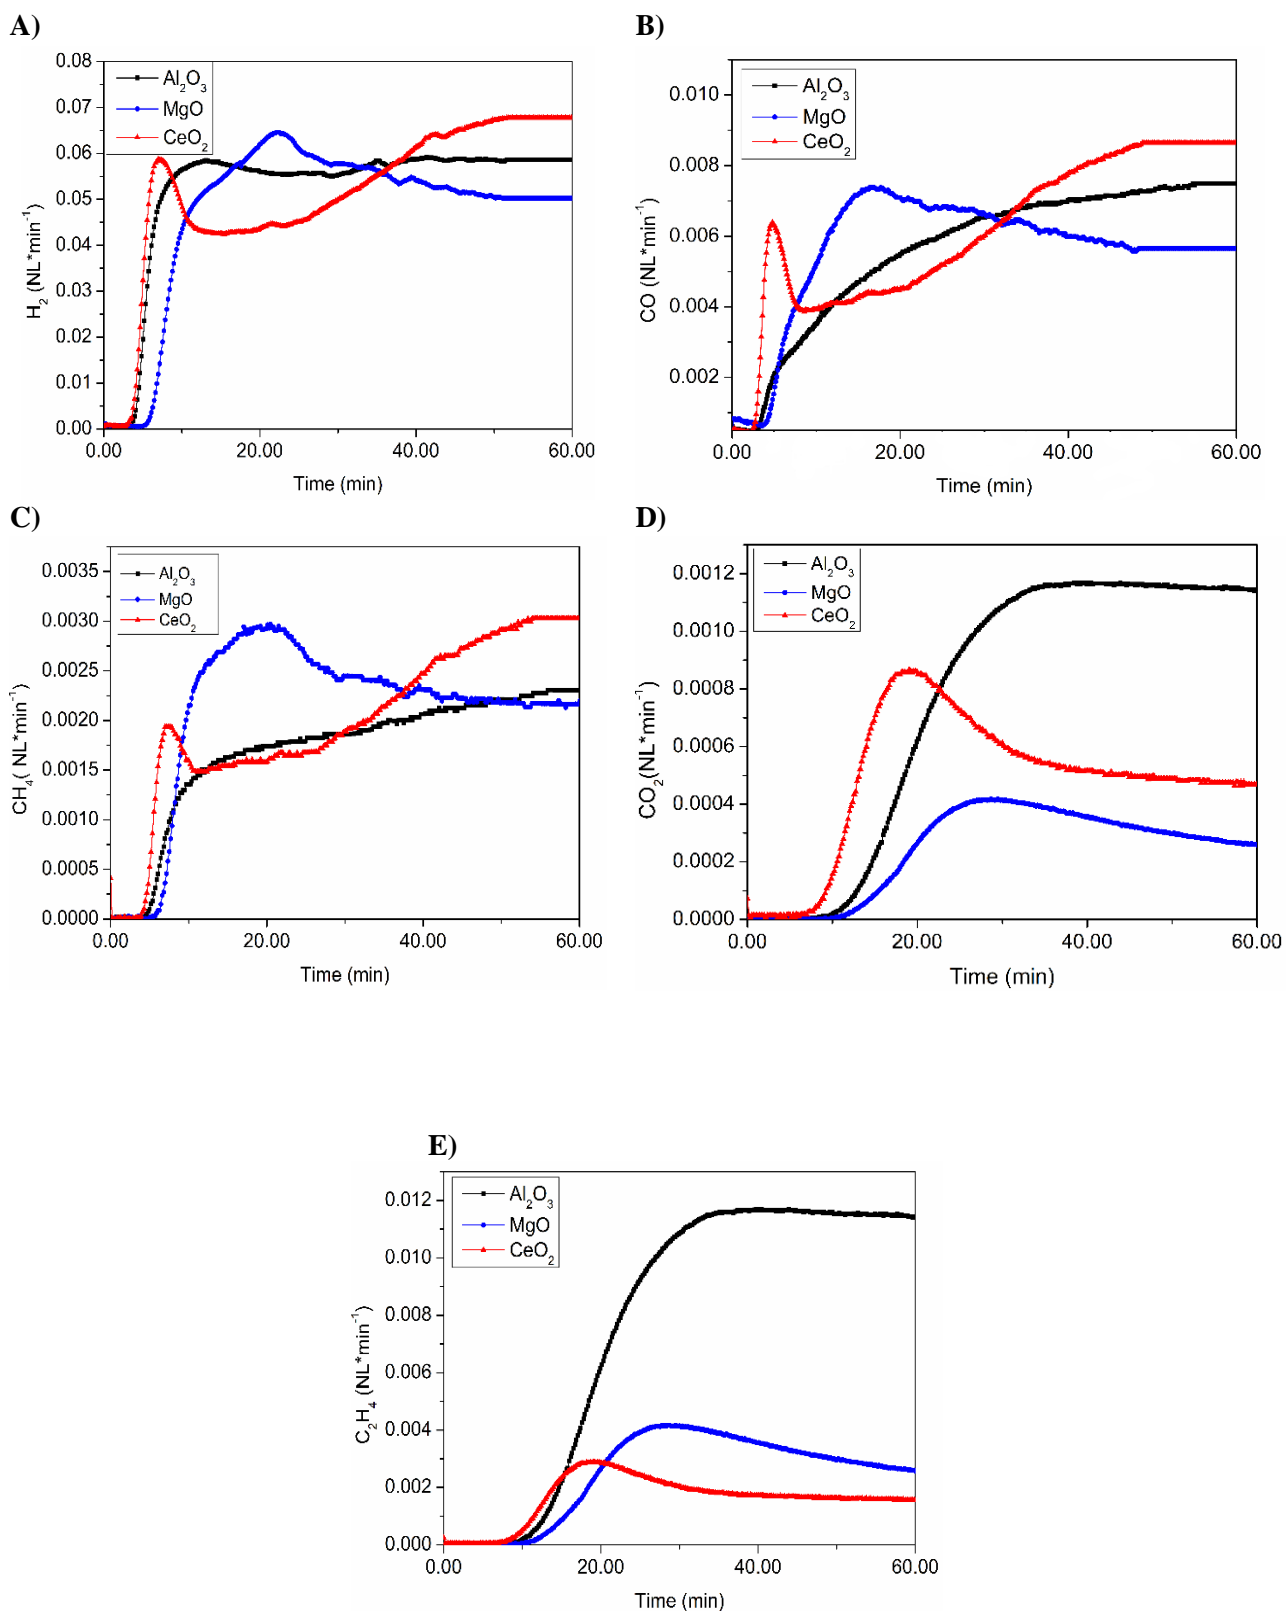 A)
H₂ (NL*min⁻¹)
0.08
0.07
0.06
0.05
0.04
0.03
0.02
0.01
0.00
Al₂O₃
MgO
CeO₂
0.00 20.00 40.00 60.00
Time (min)
B)
CO (NL*min⁻¹)
0.010
0.008
0.006
0.004
0.002
Al₂O₃
MgO
CeO₂
0.00 20.00 40.00 60.00
Time (min)
C)
CH₄( NL*min⁻¹)
0.0035
0.0030
0.0025
0.0020
0.0015
0.0010
0.0005
0.0000
Al₂O₃
MgO
CeO₂
0.00 20.00 40.00 60.00
Time (min)
D)
CO₂(NL*min⁻¹)
0.0012
0.0010
0.0008
0.0006
0.0004
0.0002
0.0000
Al₂O₃
MgO
CeO₂
0.00 20.00 40.00 60.00
Time (min)
E)
C₂H₄ (NL*min⁻¹)
0.012
0.010
0.008
0.006
0.004
0.002
0.000
Al₂O₃
MgO
CeO₂
0.00 20.00 40.00 60.00
Time (min)